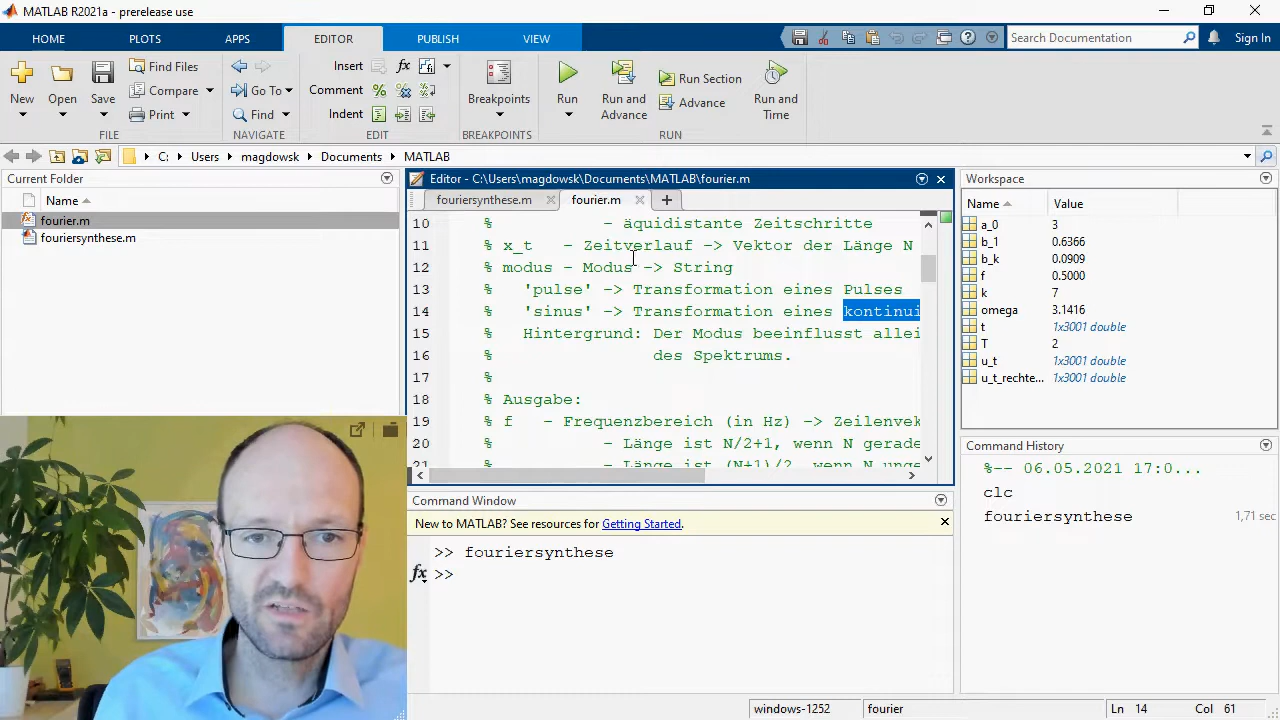 MATLAB R2021a - prerelease use
HOME PLOTS APPS EDITOR PUBLISH VIEW
Search Documentation
Sign In
New Open Save
Find Files
Compare
Print
FILE
Go To
Find
NAVIGATE
Insert
Comment
Indent
EDIT
Breakpoints
BREAKPOINTS
Run
Run and Advance
Run Section
Advance
Run and Time
RUN
C: Users magdowsk Documents MATLAB
Current Folder
Name
fourier.m
fouriersynthese.m
Editor - C:\Users\magdowsk\Documents\MATLAB\fourier.m
fouriersynthese.m fourier.m
10 % - äquidistante Zeitschritte
11 % x_t - Zeitverlauf -> Vektor der Länge N
12 % modus - Modus -> String
13 % 'pulse' -> Transformation eines Pulses
14 % 'sinus' -> Transformation eines kontinui
15 % Hintergrund: Der Modus beeinflusst allei
16 % des Spektrums.
17 %
18 % Ausgabe:
19 % f - Frequenzbereich (in Hz) -> Zeilenvek
20 % - Länge ist N/2+1, wenn N gerade
21 % - Länge ist (N+1)/2, wenn N unge
Command Window
New to MATLAB? See resources for Getting Started.
>> fouriersynthese
fx >>
Workspace
Name Value
a_0 3
b_1 0.6366
b_k 0.0909
f 0.5000
k 7
omega 3.1416
t 1x3001 double
T 2
u_t 1x3001 double
u_t_rechte... 1x3001 double
Command History
%-- 06.05.2021 17:0...
clc
fouriersynthese 1,71 sec
windows-1252 fourier Ln 14 Col 61